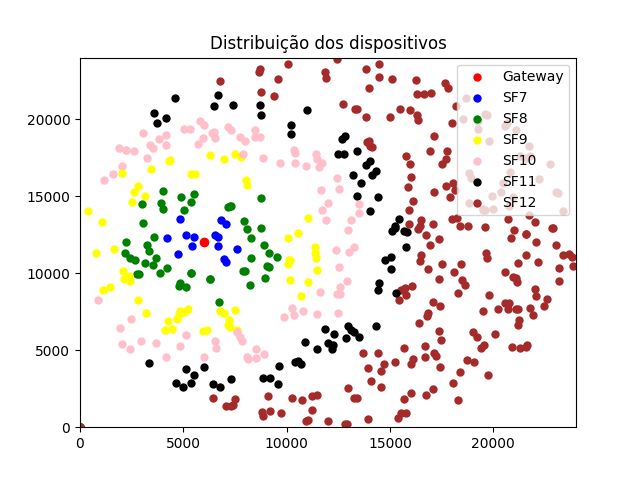 Distribuição dos dispositivos
Gateway
SF7
SF8
SF9
SF10
SF11
SF12
20000
15000
10000
5000
0
0 5000 10000 15000 20000